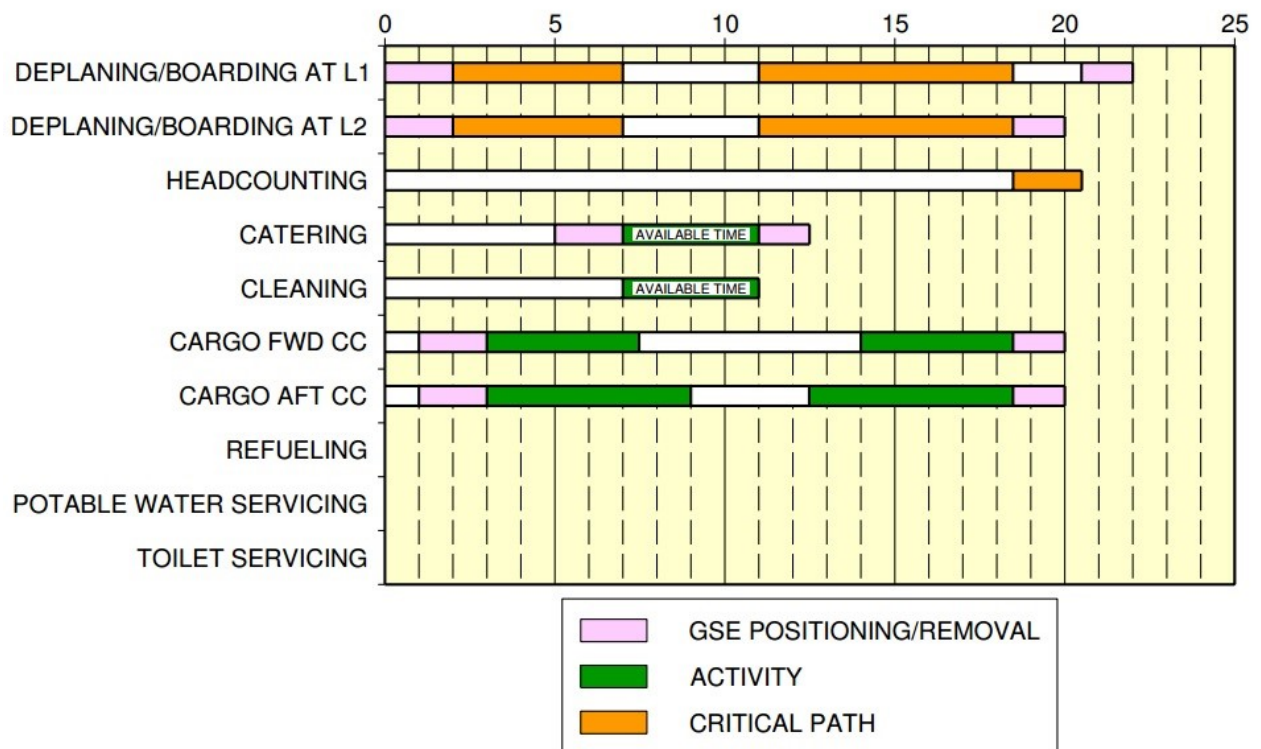 0 5 10 15 20 25
DEPLANING/BOARDING AT L1
DEPLANING/BOARDING AT L2
HEADCOUNTING
CATERING
AVAILABLE TIME
CLEANING
AVAILABLE TIME
CARGO FWD CC
CARGO AFT CC
REFUELING
POTABLE WATER SERVICING
TOILET SERVICING
GSE POSITIONING/REMOVAL
ACTIVITY
CRITICAL PATH